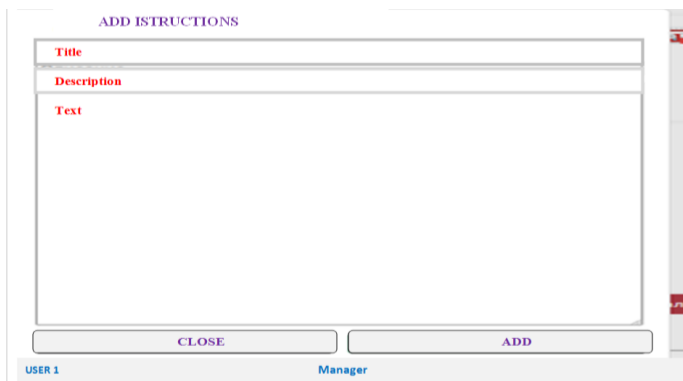 ADD ISTRUCTIONS
Title
Description
Text
CLOSE ADD
USER 1 Manager